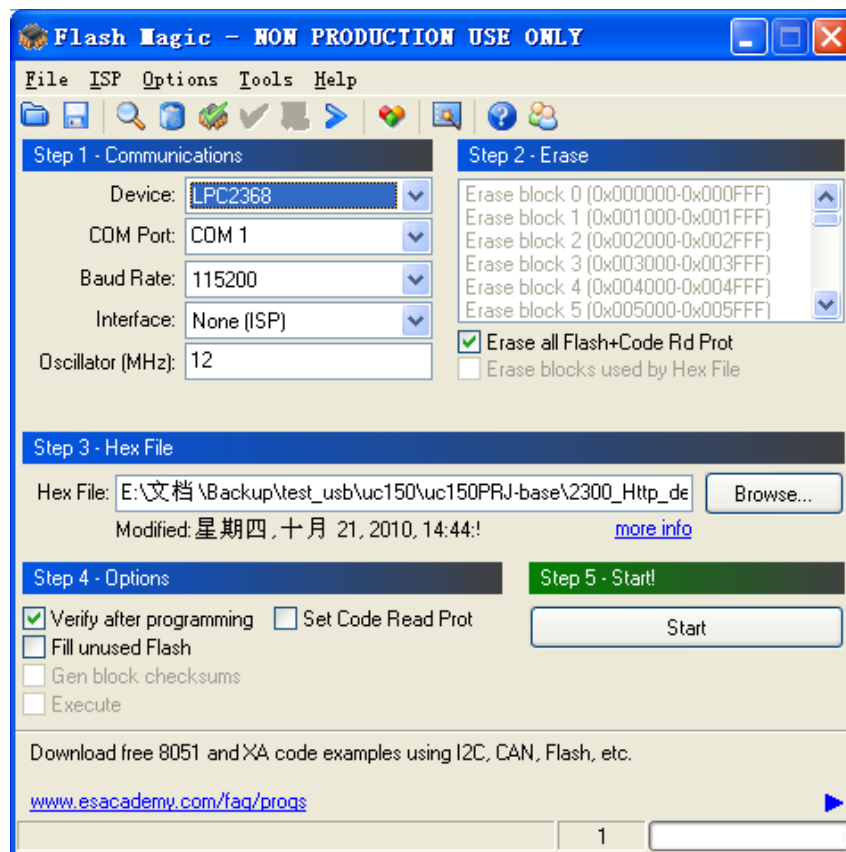 Flash Magic - NON PRODUCTION USE ONLY
File ISP Options Tools Help
Step 1 - Communications
Step 2 - Erase
Device: LPC2368
COM Port: COM 1
Baud Rate: 115200
Interface: None (ISP)
Oscillator (MHz): 12
Erase block 0 (0x000000-0x000FFF)
Erase block 1 (0x001000-0x001FFF)
Erase block 2 (0x002000-0x002FFF)
Erase block 3 (0x003000-0x003FFF)
Erase block 4 (0x004000-0x004FFF)
Erase block 5 (0x005000-0x005FFF)
Erase all Flash+Code Rd Prot
Erase blocks used by Hex File
Step 3 - Hex File
Hex File: E:\文档\Backup\test_usb\uc150\uc150PRJ-base\2300_Http_de Browse...
Modified: 星期四, 十月 21, 2010, 14:44:! more info
Step 4 - Options
Step 5 - Start!
Verify after programming Set Code Read Prot
Start
Fill unused Flash
Gen block checksums
Execute
Download free 8051 and XA code examples using I2C, CAN, Flash, etc.
www.esacademy.com/faq/progs
1